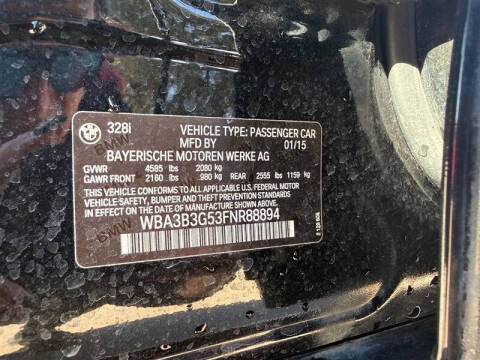 328i VEHICLE TYPE: PASSENGER CAR
MFD BY 01/15
BAYERISCHE MOTOREN WERKE AG
GVWR 4585 lbs 2080 kg
GAWR FRONT 2160 lbs 980 kg REAR 2555 lbs 1159 kg
THIS VEHICLE CONFORMS TO ALL APPLICABLE U.S. FEDERAL MOTOR
VEHICLE SAFETY, BUMPER, AND THEFT PREVENTION STANDARDS IN
EFFECT ON THE DATE OF MANUFACTURE SHOWN ABOVE.
WBA3B3G53FNR88894